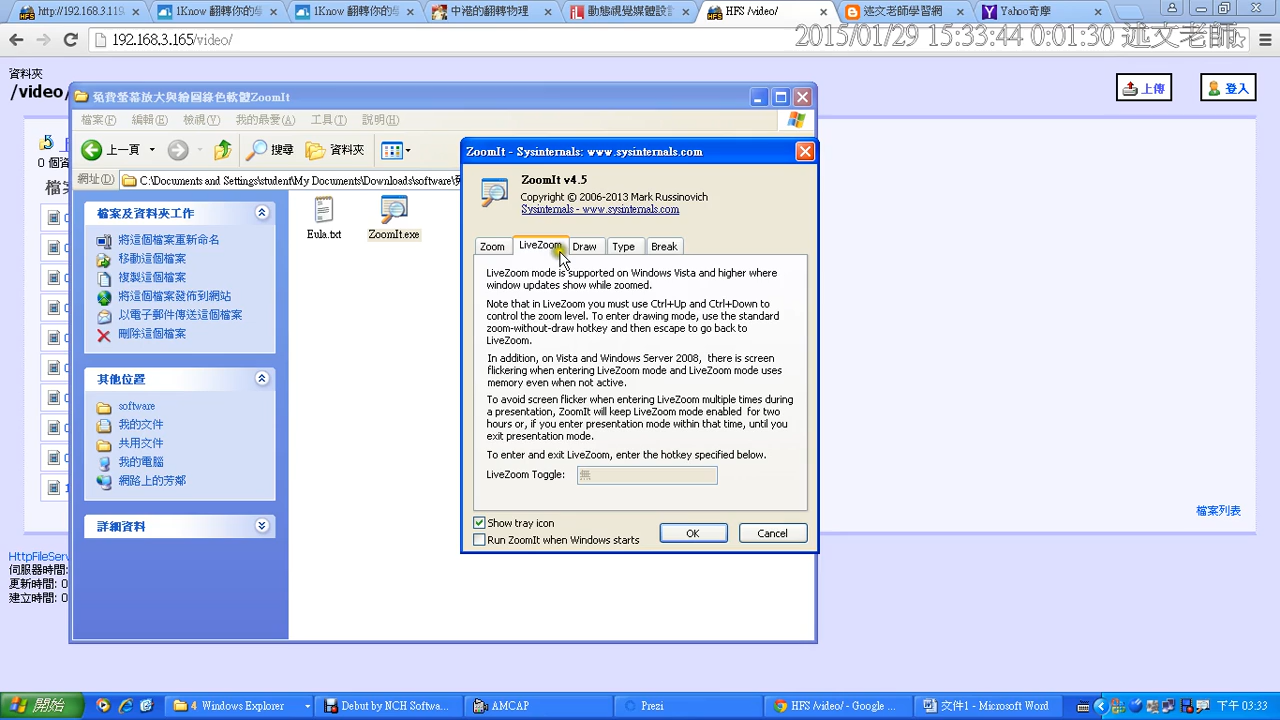 http://192.168.3.119
1Know 翻轉你的學
1Know 翻轉你的學
中港的翻轉物理
動態視覺媒體設計
HFS /video/
述文老師學習網
Yahoo奇摩
192.168.3.165/video/
2015/01/29 15:33:44 0:01:30 述文老師
資料夾
/video/
上傳
登入
免費螢幕放大與繪圖綠色軟體ZoomIt
檔案(F) 編輯(E) 檢視(V) 我的最愛(A) 工具(T) 說明(H)
上一頁 搜尋 資料夾
網址(D) C:\Documents and Settings\student\My Documents\Downloads\software\
檔案及資料夾工作
將這個檔案重新命名
移動這個檔案
複製這個檔案
將這個檔案發佈到網站
以電子郵件傳送這個檔案
刪除這個檔案
其他位置
software
我的文件
共用文件
我的電腦
網路上的芳鄰
詳細資料
Eula.txt
ZoomIt.exe
ZoomIt - Sysinternals: www.sysinternals.com
ZoomIt v4.5
Copyright © 2006-2013 Mark Russinovich
Sysinternals - www.sysinternals.com
Zoom LiveZoom Draw Type Break
LiveZoom mode is supported on Windows Vista and higher where
window updates show while zoomed.
Note that in LiveZoom you must use Ctrl+Up and Ctrl+Down to
control the zoom level. To enter drawing mode, use the standard
zoom-without-draw hotkey and then escape to go back to
LiveZoom.
In addition, on Vista and Windows Server 2008, there is screen
flickering when entering LiveZoom mode and LiveZoom mode uses
memory even when not active.
To avoid screen flicker when entering LiveZoom multiple times during
a presentation, ZoomIt will keep LiveZoom mode enabled for two
hours or, if you enter presentation mode within that time, until you
exit presentation mode.
To enter and exit LiveZoom, enter the hotkey specified below.
LiveZoom Toggle: 無
Show tray icon
Run ZoomIt when Windows starts
OK
Cancel
0 個資
檔
檔案列表
HttpFileServ
伺服器時間:
更新時間: 0
建立時間: 0
開始
4 Windows Explorer
Debut by NCH Softwa...
AMCAP
Prezi
HFS /video/ - Google ...
文件1 - Microsoft Word
下午 03:33